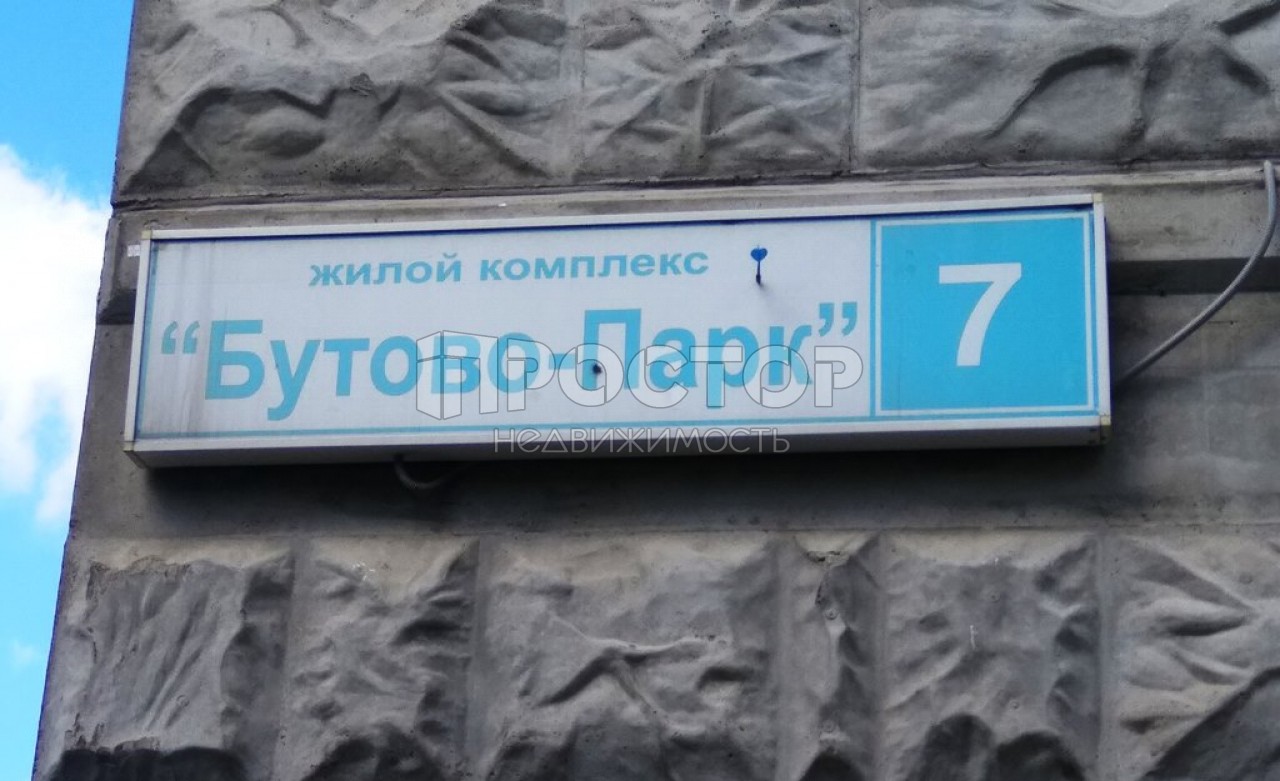 жилой комплекс
“Бутово-Парк” 7
ПРОСТОР
НЕДВИЖИМОСТЬ